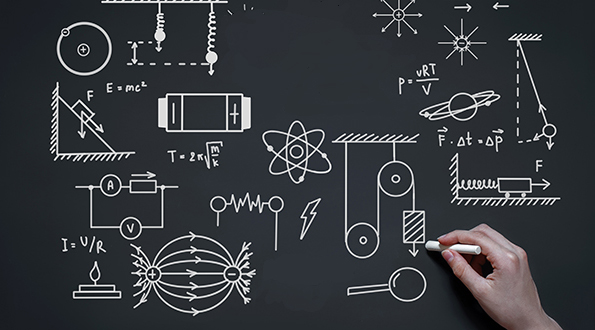 E = mc²
F
T = 2π√m/k
P = νRT/V
F⃗ · Δt = Δp⃗
F
A
V
I = U/R